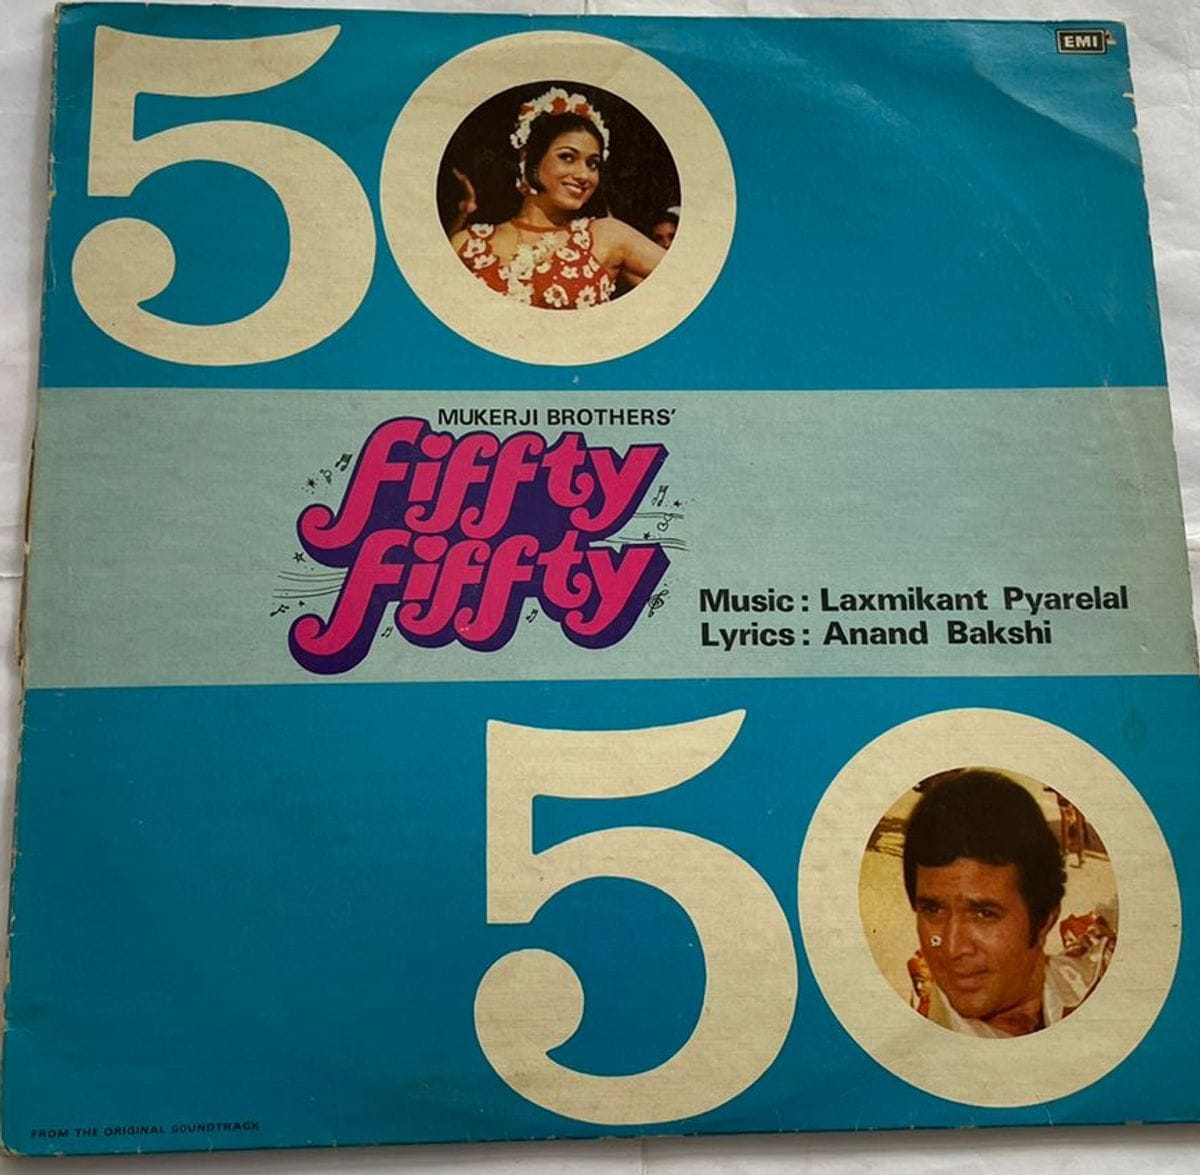 EMI
50
MUKERJI BROTHERS'
fiffty
fiffty
Music: Laxmikant Pyarelal
Lyrics: Anand Bakshi
50
FROM THE ORIGINAL SOUNDTRACK